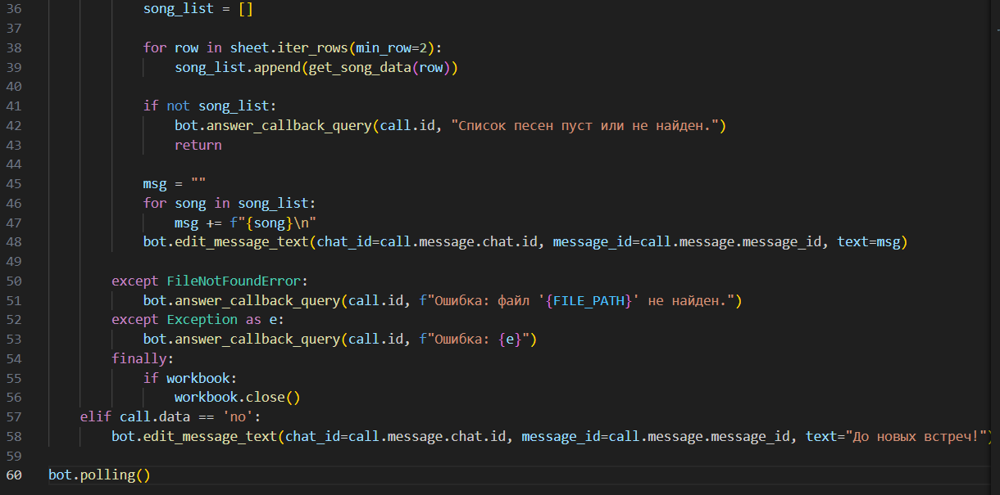 36 song_list = []
37
38 for row in sheet.iter_rows(min_row=2):
39 song_list.append(get_song_data(row))
40
41 if not song_list:
42 bot.answer_callback_query(call.id, "Список песен пуст или не найден.")
43 return
44
45 msg = ""
46 for song in song_list:
47 msg += f"{song}\n"
48 bot.edit_message_text(chat_id=call.message.chat.id, message_id=call.message.message_id, text=msg)
49
50 except FileNotFoundError:
51 bot.answer_callback_query(call.id, f"Ошибка: файл '{FILE_PATH}' не найден.")
52 except Exception as e:
53 bot.answer_callback_query(call.id, f"Ошибка: {e}")
54 finally:
55 if workbook:
56 workbook.close()
57 elif call.data == 'no':
58 bot.edit_message_text(chat_id=call.message.chat.id, message_id=call.message.message_id, text="До новых встреч!")
59
60 bot.polling()